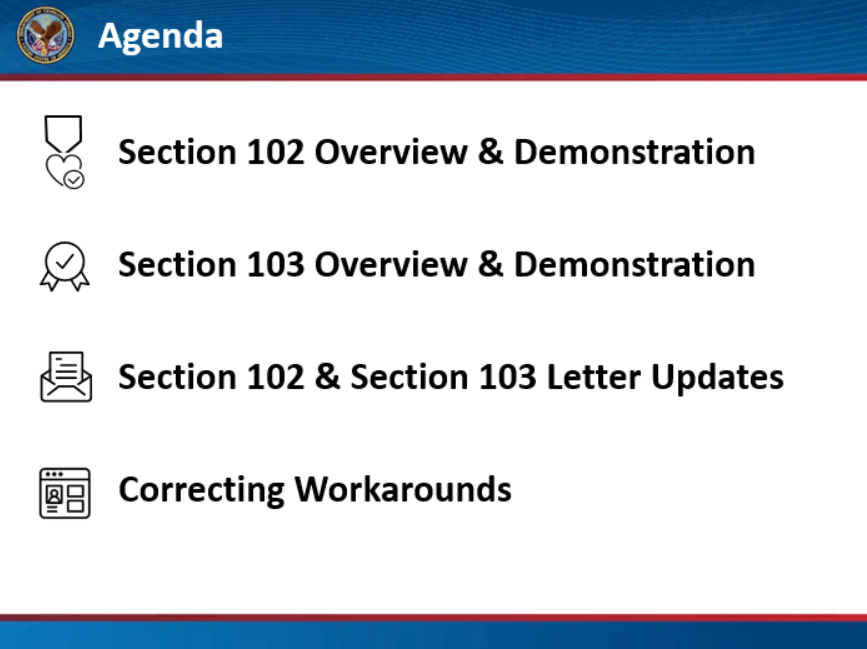 Agenda
Section 102 Overview & Demonstration
Section 103 Overview & Demonstration
Section 102 & Section 103 Letter Updates
Correcting Workarounds